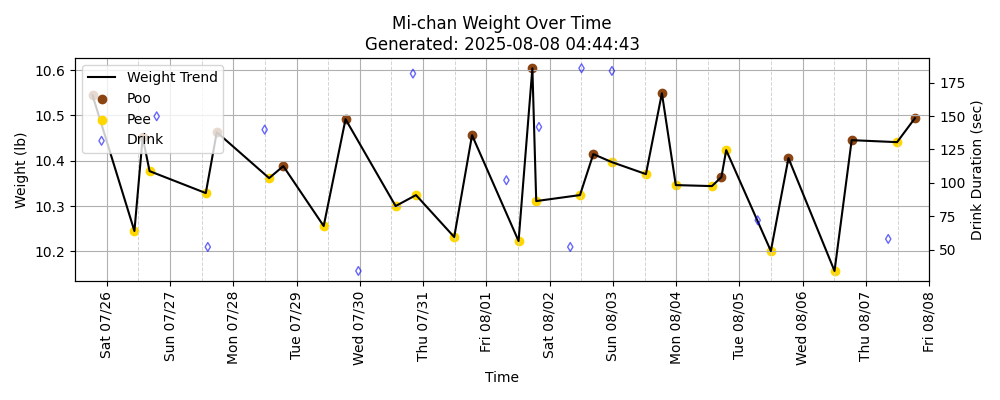 Mi-chan Weight Over Time
Generated: 2025-08-08 04:44:43
Weight (lb)
10.6
10.5
10.4
10.3
10.2
Weight Trend
Poo
Pee
Drink
175
150
125
100
75
50
Drink Duration (sec)
Sat 07/26
Sun 07/27
Mon 07/28
Tue 07/29
Wed 07/30
Thu 07/31
Fri 08/01
Sat 08/02
Sun 08/03
Mon 08/04
Tue 08/05
Wed 08/06
Thu 08/07
Fri 08/08
Time